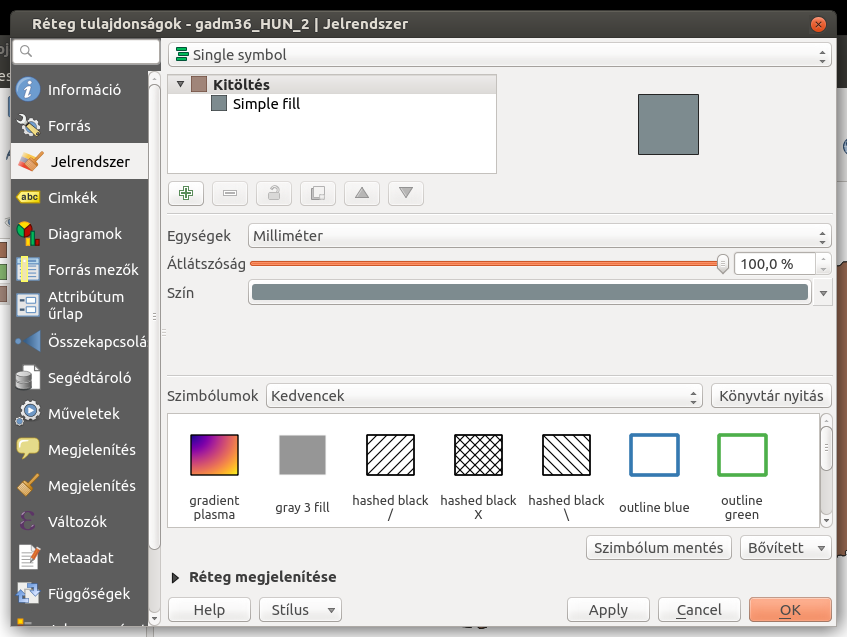 Réteg tulajdonságok - gadm36_HUN_2 | Jelrendszer
Információ
Forrás
Jelrendszer
Cimkék
Diagramok
Forrás mezők
Attribútum
űrlap
Összekapcsolá
Segédtároló
Műveletek
Megjelenítés
Megjelenítés
Változók
Metaadat
Függőségek
abc
Single symbol
Kitöltés
Simple fill
Egységek
Milliméter
Átlátszóság
100,0 %
Szín
Szimbólumok
Kedvencek
Könyvtár nyitás
gradient
plasma
gray 3 fill
hashed black
/
hashed black
X
hashed black
\
outline blue
outline
green
Szimbólum mentés
Bővített
Réteg megjelenítése
Help
Stílus
Apply
Cancel
OK